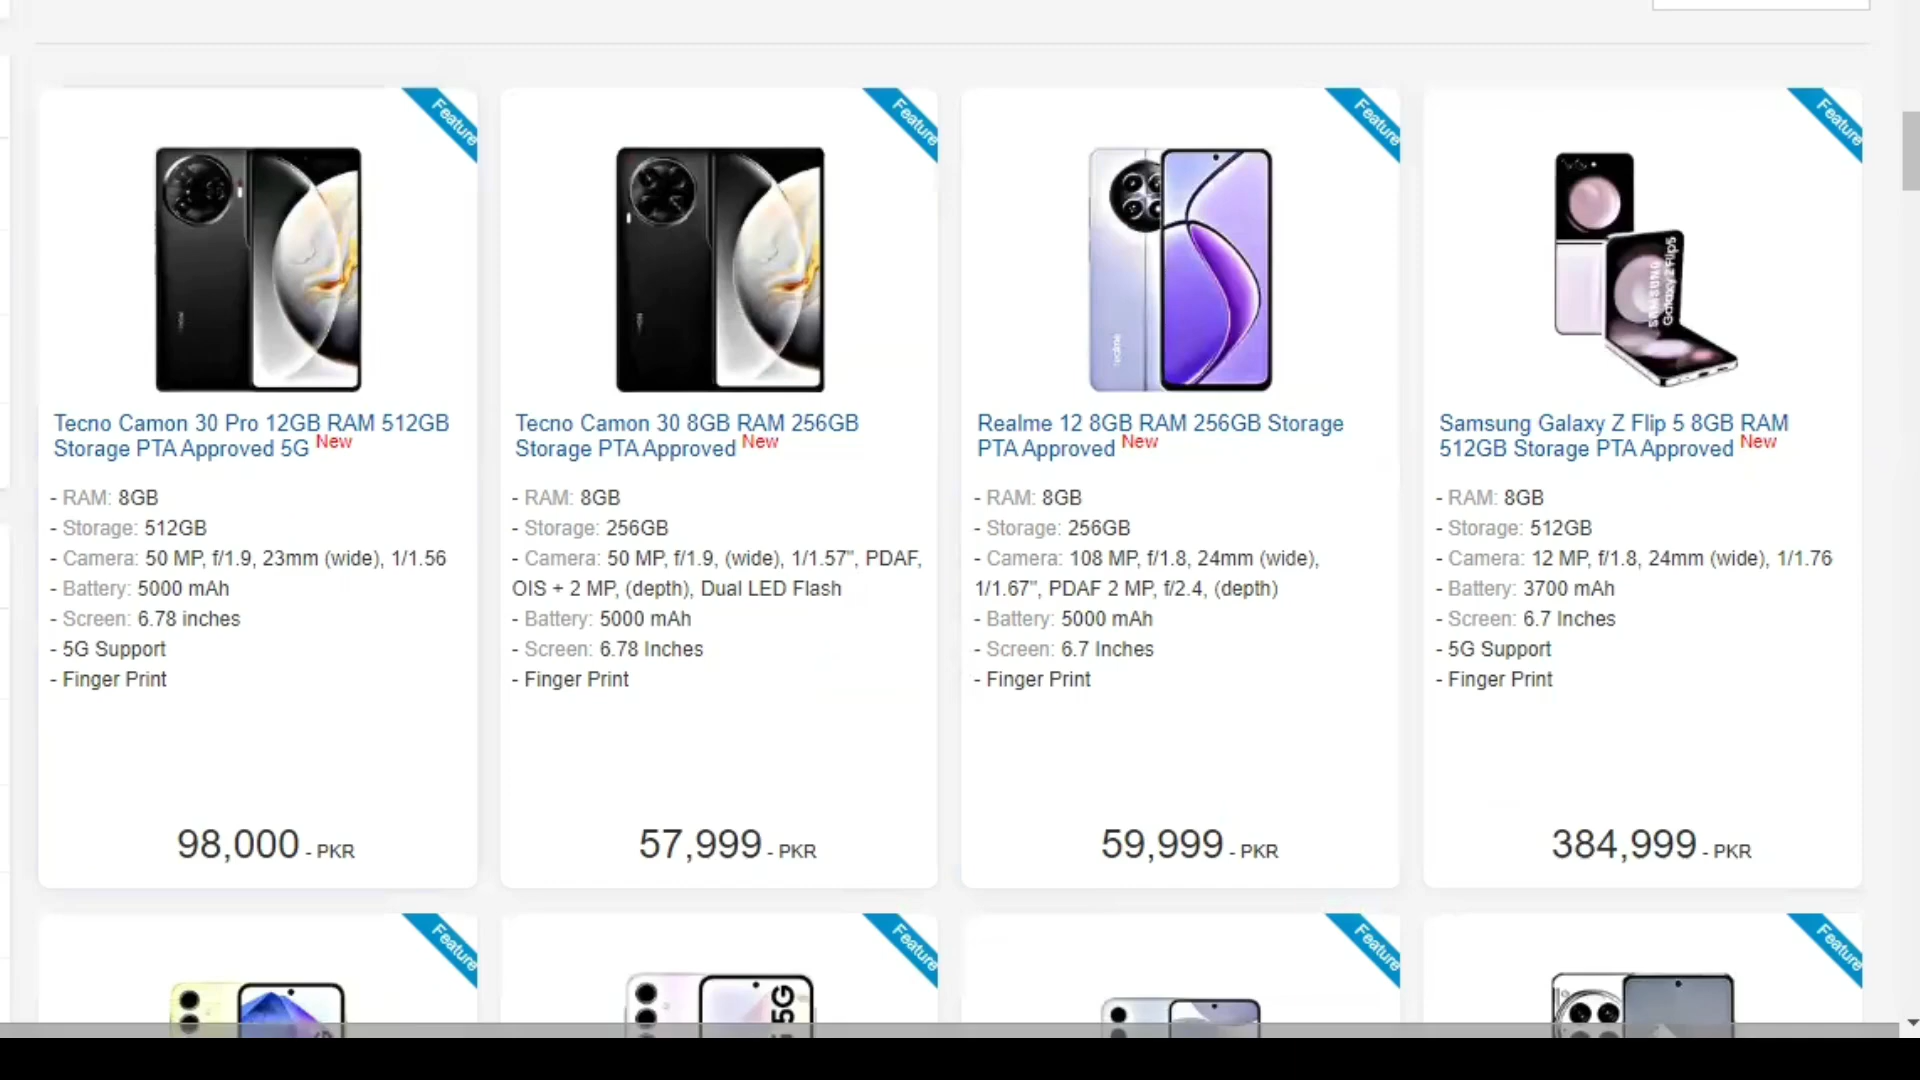 Feature
Tecno Camon 30 Pro 12GB RAM 512GB
Storage PTA Approved 5G New
- RAM: 8GB
- Storage: 512GB
- Camera: 50 MP, f/1.9, 23mm (wide), 1/1.56
- Battery: 5000 mAh
- Screen: 6.78 inches
- 5G Support
- Finger Print
98,000 - PKR
Feature
Tecno Camon 30 8GB RAM 256GB
Storage PTA Approved New
- RAM: 8GB
- Storage: 256GB
- Camera: 50 MP, f/1.9, (wide), 1/1.57", PDAF,
OIS + 2 MP, (depth), Dual LED Flash
- Battery: 5000 mAh
- Screen: 6.78 Inches
- Finger Print
57,999 - PKR
Feature
realme
Realme 12 8GB RAM 256GB Storage
PTA Approved New
- RAM: 8GB
- Storage: 256GB
- Camera: 108 MP, f/1.8, 24mm (wide),
1/1.67", PDAF 2 MP, f/2.4, (depth)
- Battery: 5000 mAh
- Screen: 6.7 Inches
- Finger Print
59,999 - PKR
Feature
SAMSUNG
Galaxy Z Flip5
Samsung Galaxy Z Flip 5 8GB RAM
512GB Storage PTA Approved New
- RAM: 8GB
- Storage: 512GB
- Camera: 12 MP, f/1.8, 24mm (wide), 1/1.76
- Battery: 3700 mAh
- Screen: 6.7 Inches
- 5G Support
- Finger Print
384,999 - PKR
Feature
Feature
5G
Feature
Feature